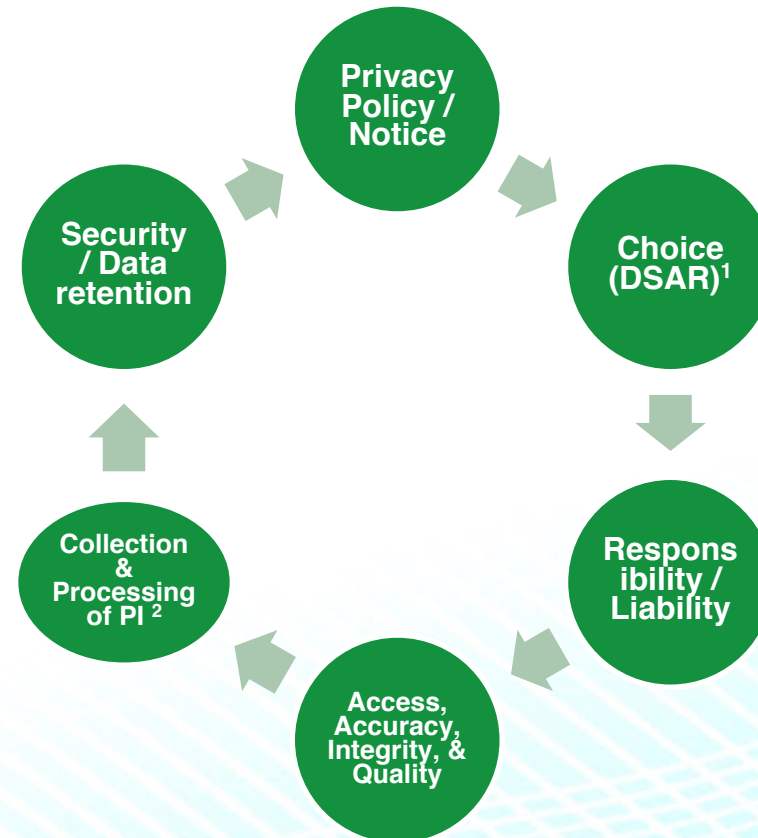 Privacy
Policy /
Notice
Choice
(DSAR)1
Respons
ibility /
Liability
Access,
Accuracy,
Integrity, &
Quality
Collection
&
Processing
of PI 2
Security
/ Data
retention